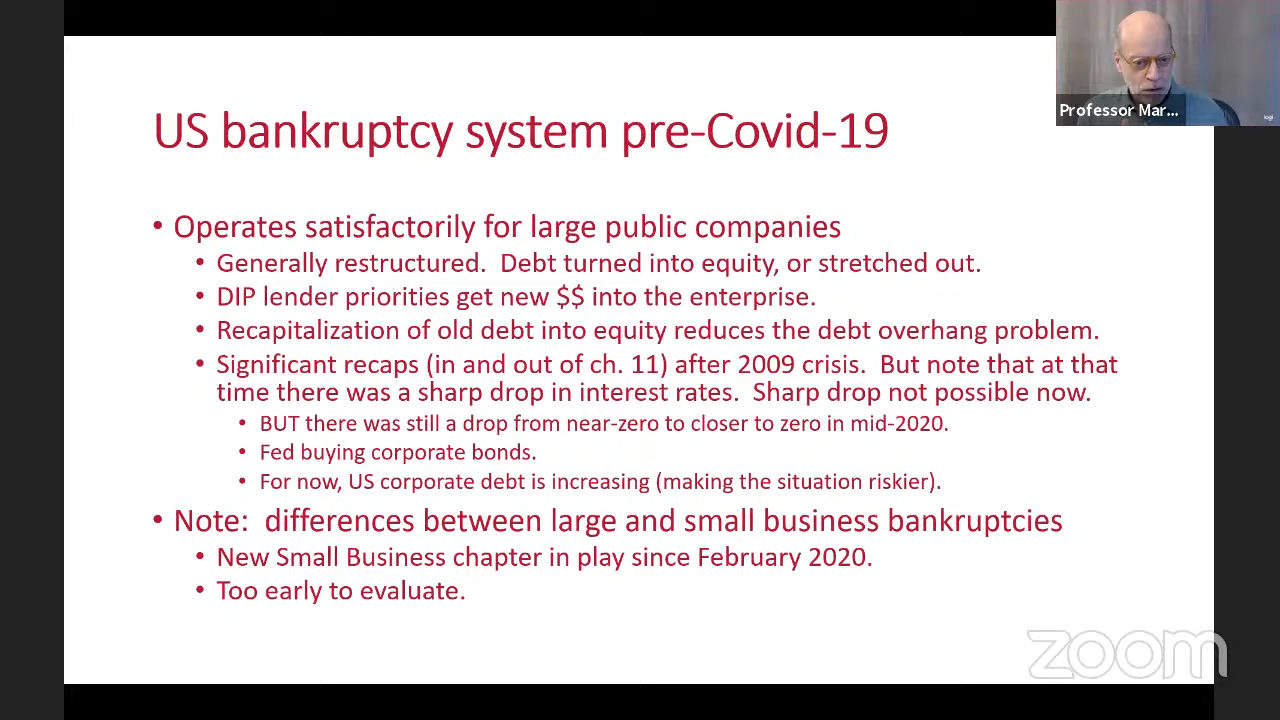 Professor Mar...
US bankruptcy system pre-Covid-19
• Operates satisfactorily for large public companies
• Generally restructured. Debt turned into equity, or stretched out.
• DIP lender priorities get new $$ into the enterprise.
• Recapitalization of old debt into equity reduces the debt overhang problem.
• Significant recaps (in and out of ch. 11) after 2009 crisis. But note that at that
time there was a sharp drop in interest rates. Sharp drop not possible now.
• BUT there was still a drop from near-zero to closer to zero in mid-2020.
• Fed buying corporate bonds.
• For now, US corporate debt is increasing (making the situation riskier).
• Note: differences between large and small business bankruptcies
• New Small Business chapter in play since February 2020.
• Too early to evaluate.
zoom